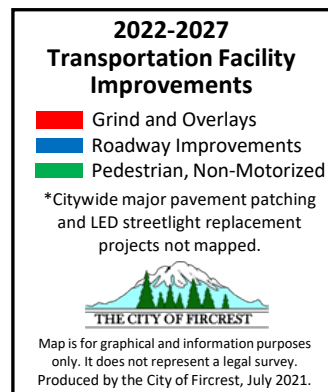 2022-2027
Transportation Facility
Improvements
Grind and Overlays
Roadway Improvements
Pedestrian, Non-Motorized
*Citywide major pavement patching
and LED streetlight replacement
projects not mapped.
THE CITY OF FIRCREST
Map is for graphical and information purposes
only. It does not represent a legal survey.
Produced by the City of Fircrest, July 2021.